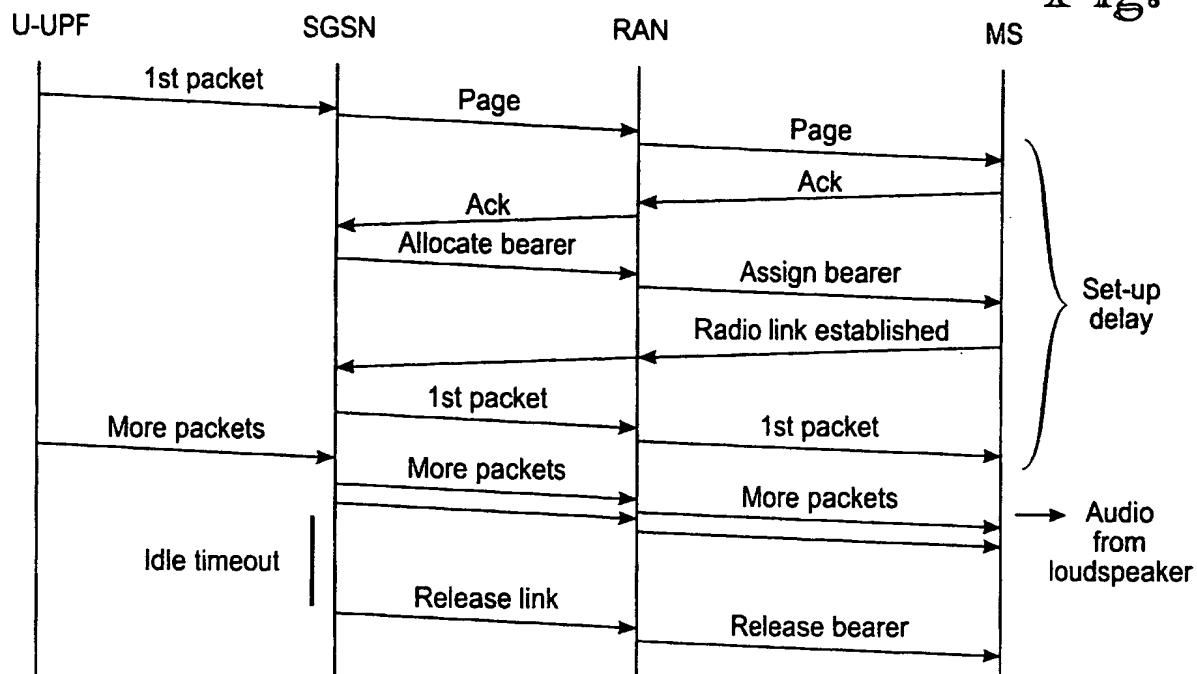 Fig.
U-UPF
SGSN
RAN
MS
1st packet
Page
Page
Ack
Ack
Allocate bearer
Assign bearer
Set-up
delay
Radio link established
1st packet
More packets
1st packet
More packets
More packets
Audio
from
loudspeaker
Idle timeout
Release link
Release bearer